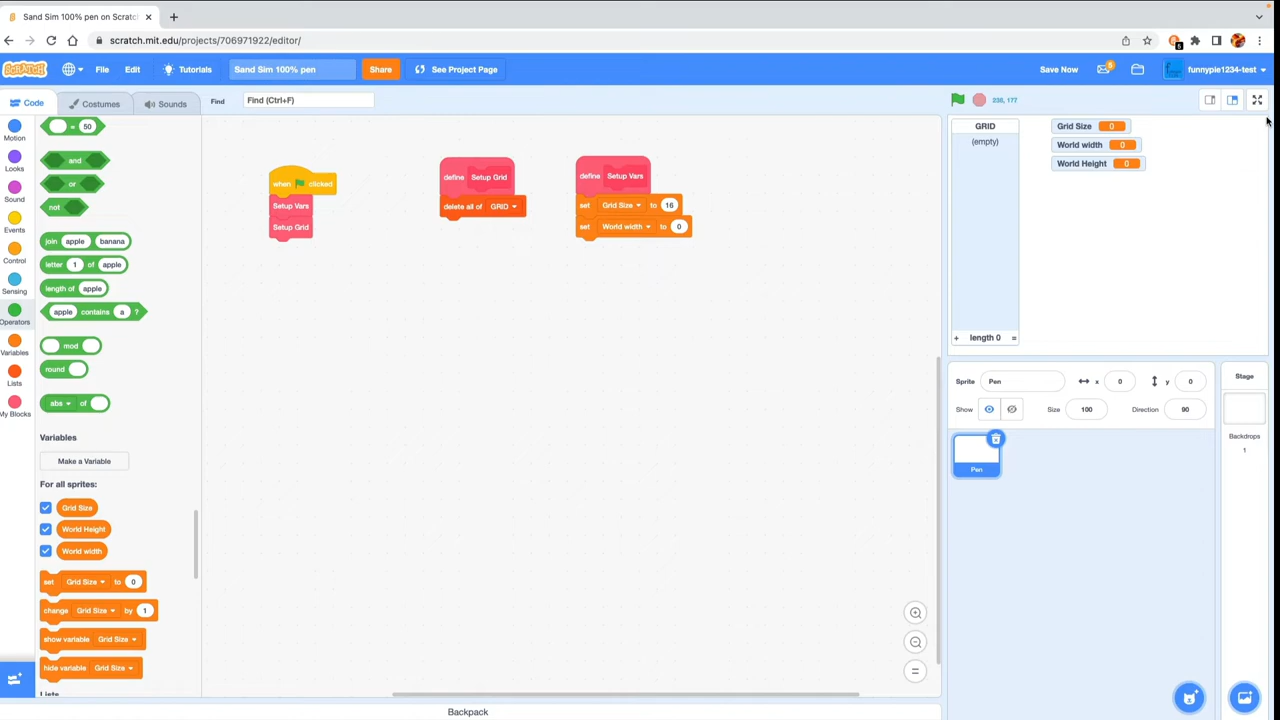 Sand Sim 100% pen on Scratc
scratch.mit.edu/projects/706971922/editor/
5
SCRATCH
File
Edit
Tutorials
Sand Sim 100% pen
Share
See Project Page
Save Now
5
funnypie1234-test
Code
Costumes
Sounds
Find
Find (Ctrl+F)
238, 177
Motion
Looks
Sound
Events
Control
Sensing
Operators
Variables
Lists
My Blocks
= 50
and
or
not
join apple banana
letter 1 of apple
length of apple
apple contains a ?
mod
round
abs of
Variables
Make a Variable
For all sprites:
Grid Size
World Height
World width
set Grid Size to 0
change Grid Size by 1
show variable Grid Size
hide variable Grid Size
Lists
when clicked
Setup Vars
Setup Grid
define Setup Grid
delete all of GRID
define Setup Vars
set Grid Size to 16
set World width to 0
GRID
(empty)
+ length 0 =
Grid Size 0
World width 0
World Height 0
Sprite Pen x 0 y 0
Show Size 100 Direction 90
Pen
Stage
Backdrops
1
Backpack